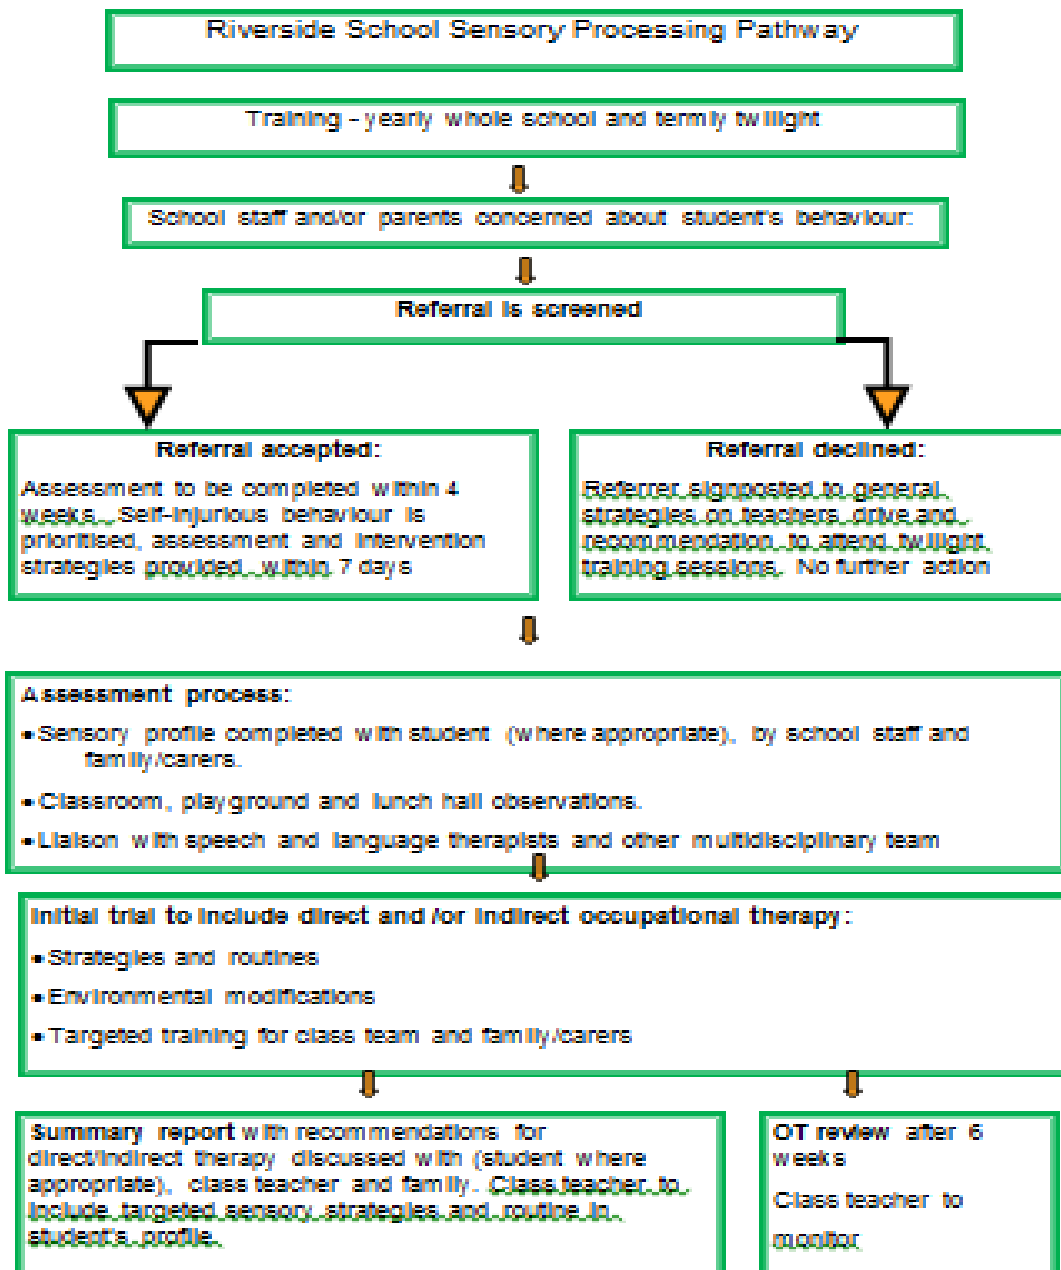 Riverside School Sensory Processing Pathway
Training - yearly whole school and termly twilight
School staff and/or parents concerned about student's behaviour:
Referral is screened
Referral accepted:
Assessment to be completed within 4
weeks. Self-injurious behaviour is
prioritised, assessment and intervention
strategies provided within 7 days
Referral declined:
Referrer signposted to general
strategies on teachers drive and
recommendation to attend twilight
training sessions. No further action
Assessment process:
•Sensory profile completed with student (where appropriate), by school staff and
family/carers.
•Classroom, playground and lunch hall observations.
•Liaison with speech and language therapists and other multidisciplinary team
Initial trial to include direct and /or indirect occupational therapy:
•Strategies and routines
•Environmental modifications
•Targeted training for class team and family/carers
Summary report with recommendations for
direct/indirect therapy discussed with (student where
appropriate), class teacher and family. Class teacher to
include targeted sensory strategies and routine in
student's profile.
OT review after 6
weeks
Class teacher to
monitor